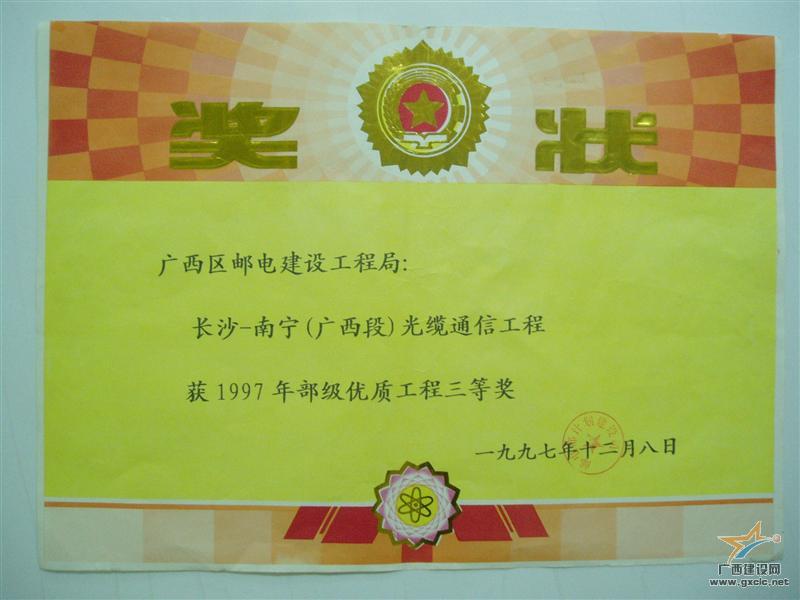 奖 状
广西区邮电建设工程局:
长沙-南宁(广西段)光缆通信工程
获1997年部级优质工程三等奖
一九九七年十二月八日
广西建设网
www.gxcic.net